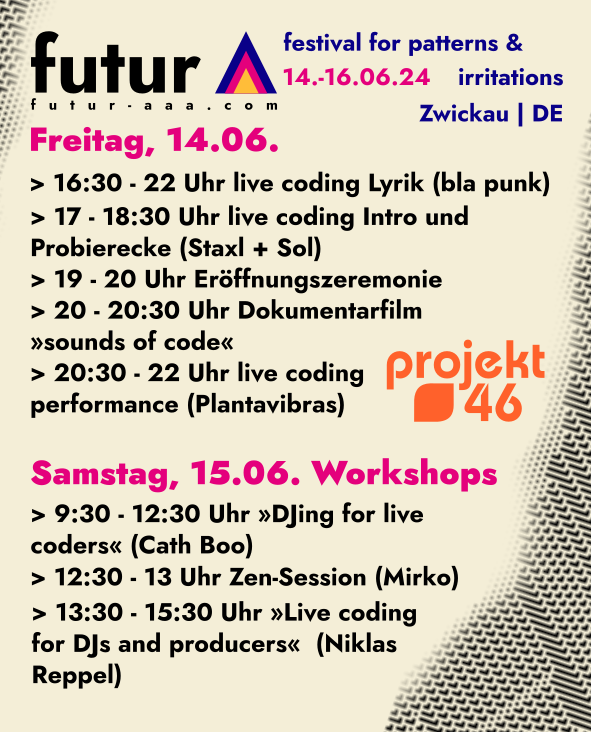 futur
festival for patterns &
14.-16.06.24 irritations
futur-aaa.com
Zwickau | DE
Freitag, 14.06.
> 16:30 - 22 Uhr live coding Lyrik (bla punk)
> 17 - 18:30 Uhr live coding Intro und
Probierecke (Staxl + Sol)
> 19 - 20 Uhr Eröffnungszeremonie
> 20 - 20:30 Uhr Dokumentarfilm
»sounds of code«
> 20:30 - 22 Uhr live coding
performance (Plantavibras)
projekt
46
Samstag, 15.06. Workshops
> 9:30 - 12:30 Uhr »DJing for live
coders« (Cath Boo)
> 12:30 - 13 Uhr Zen-Session (Mirko)
> 13:30 - 15:30 Uhr »Live coding
for DJs and producers« (Niklas
Reppel)